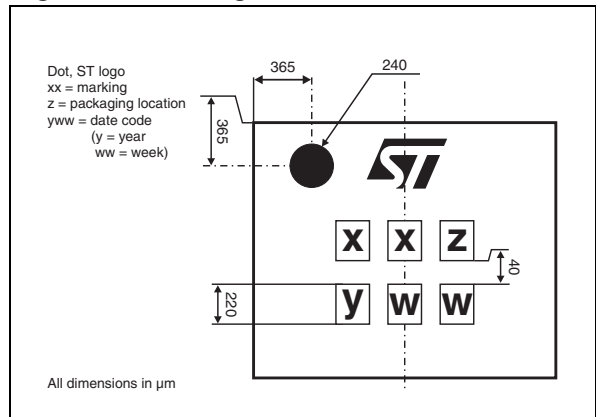 Dot, ST logo
xx = marking
z = packaging location
yww = date code
(y = year
ww = week)
365
240
365
ST
x x z
40
y w w
220
All dimensions in µm